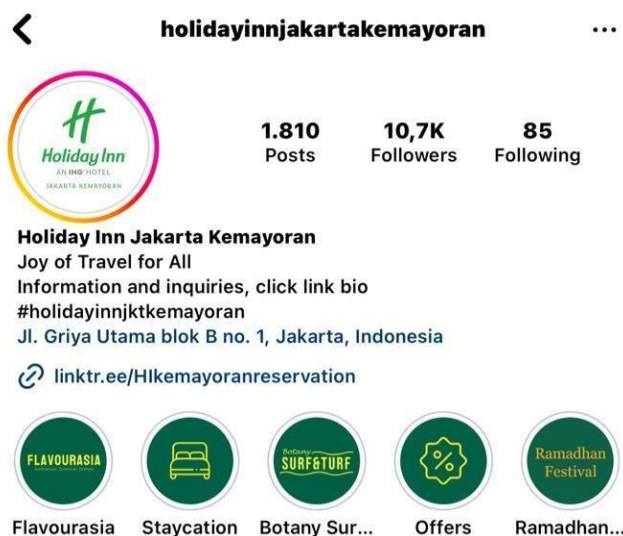 holidayinnjakartakemayoran
H
Holiday Inn
AN IHG® HOTEL
JAKARTA KEMAYORAN
1.810 10,7K 85
Posts Followers Following
Holiday Inn Jakarta Kemayoran
Joy of Travel for All
Information and inquiries, click link bio
#holidayinnjktkemayoran
Jl. Griya Utama blok B no. 1, Jakarta, Indonesia
linktr.ee/HIkemayoranreservation
FLAVOURASIA
Botany
SURF&TURF
%
Ramadhan
Festival
Flavourasia Staycation Botany Sur... Offers Ramadhan...